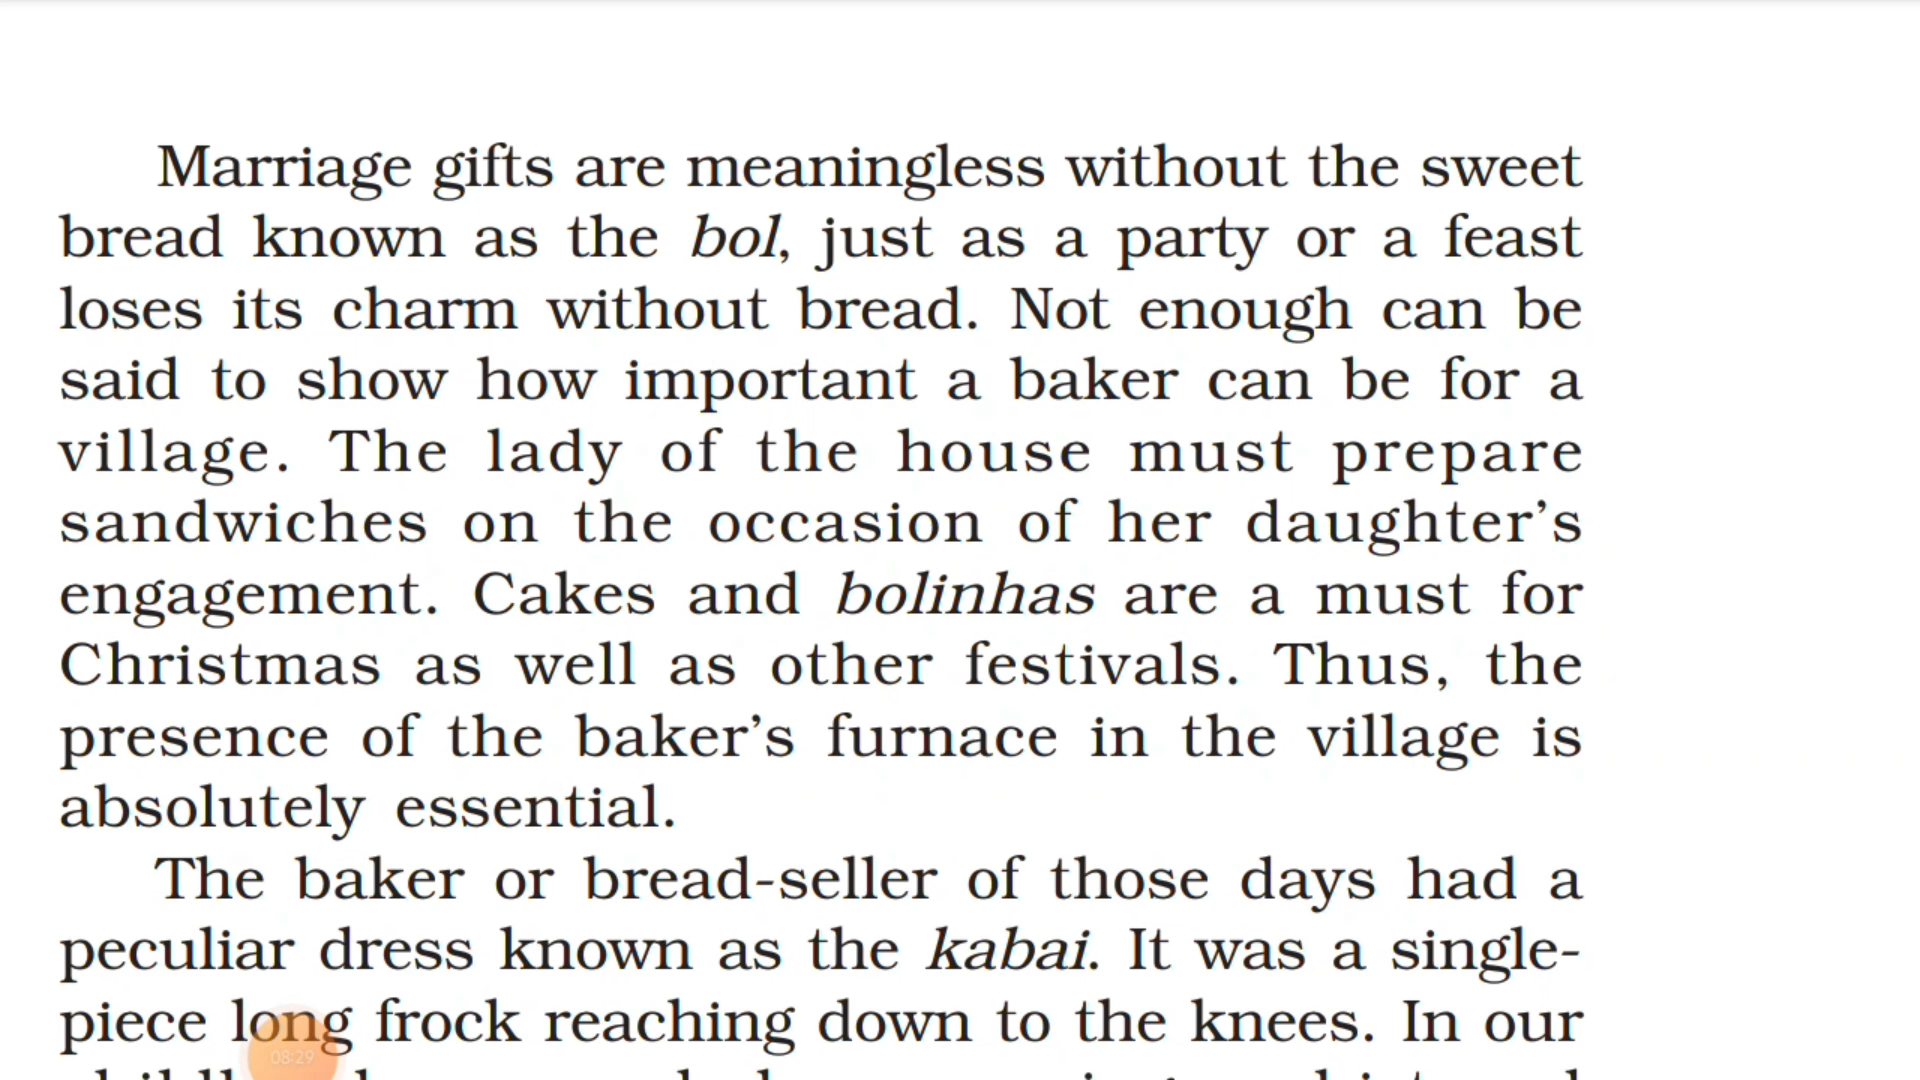 Marriage gifts are meaningless without the sweet
bread known as the bol, just as a party or a feast
loses its charm without bread. Not enough can be
said to show how important a baker can be for a
village. The lady of the house must prepare
sandwiches on the occasion of her daughter’s
engagement. Cakes and bolinhas are a must for
Christmas as well as other festivals. Thus, the
presence of the baker’s furnace in the village is
absolutely essential.
The baker or bread-seller of those days had a
peculiar dress known as the kabai. It was a single-
piece long frock reaching down to the knees. In our
08:29